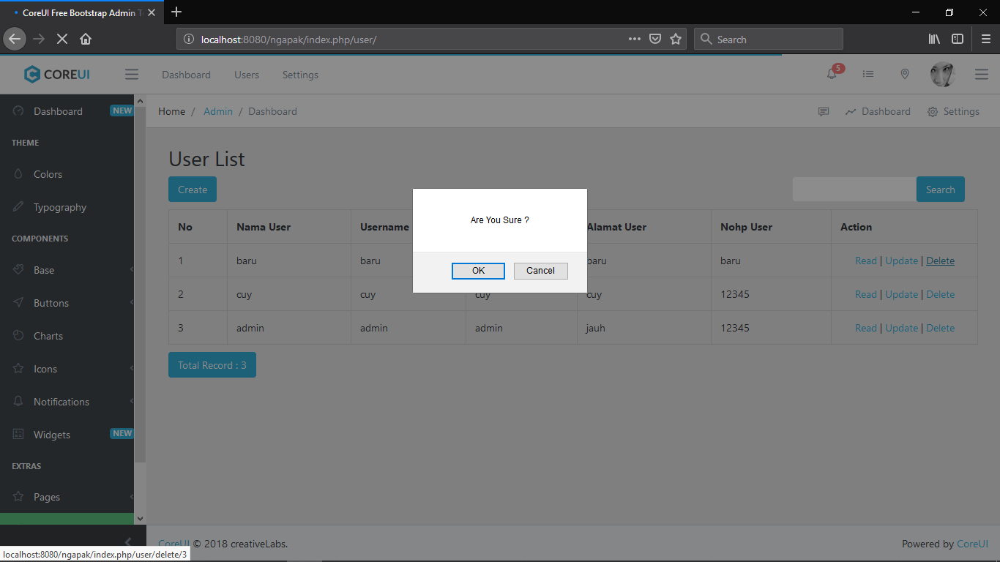 CoreUI Free Bootstrap Admin T
localhost:8080/ngapak/index.php/user/
Search
COREUI
Dashboard
Users
Settings
5
Dashboard
NEW
THEME
Colors
Typography
COMPONENTS
Base
Buttons
Charts
Icons
Notifications
Widgets
NEW
EXTRAS
Pages
Home / Admin / Dashboard
Dashboard
Settings
User List
Create
Search
No Nama User Username Alamat User Nohp User Action
1 baru baru baru baru Read | Update | Delete
2 cuy cuy cuy cuy 12345 Read | Update | Delete
3 admin admin admin jauh 12345 Read | Update | Delete
Total Record : 3
Are You Sure ?
OK
Cancel
CoreUI © 2018 creativeLabs.
Powered by CoreUI
localhost:8080/ngapak/index.php/user/delete/3